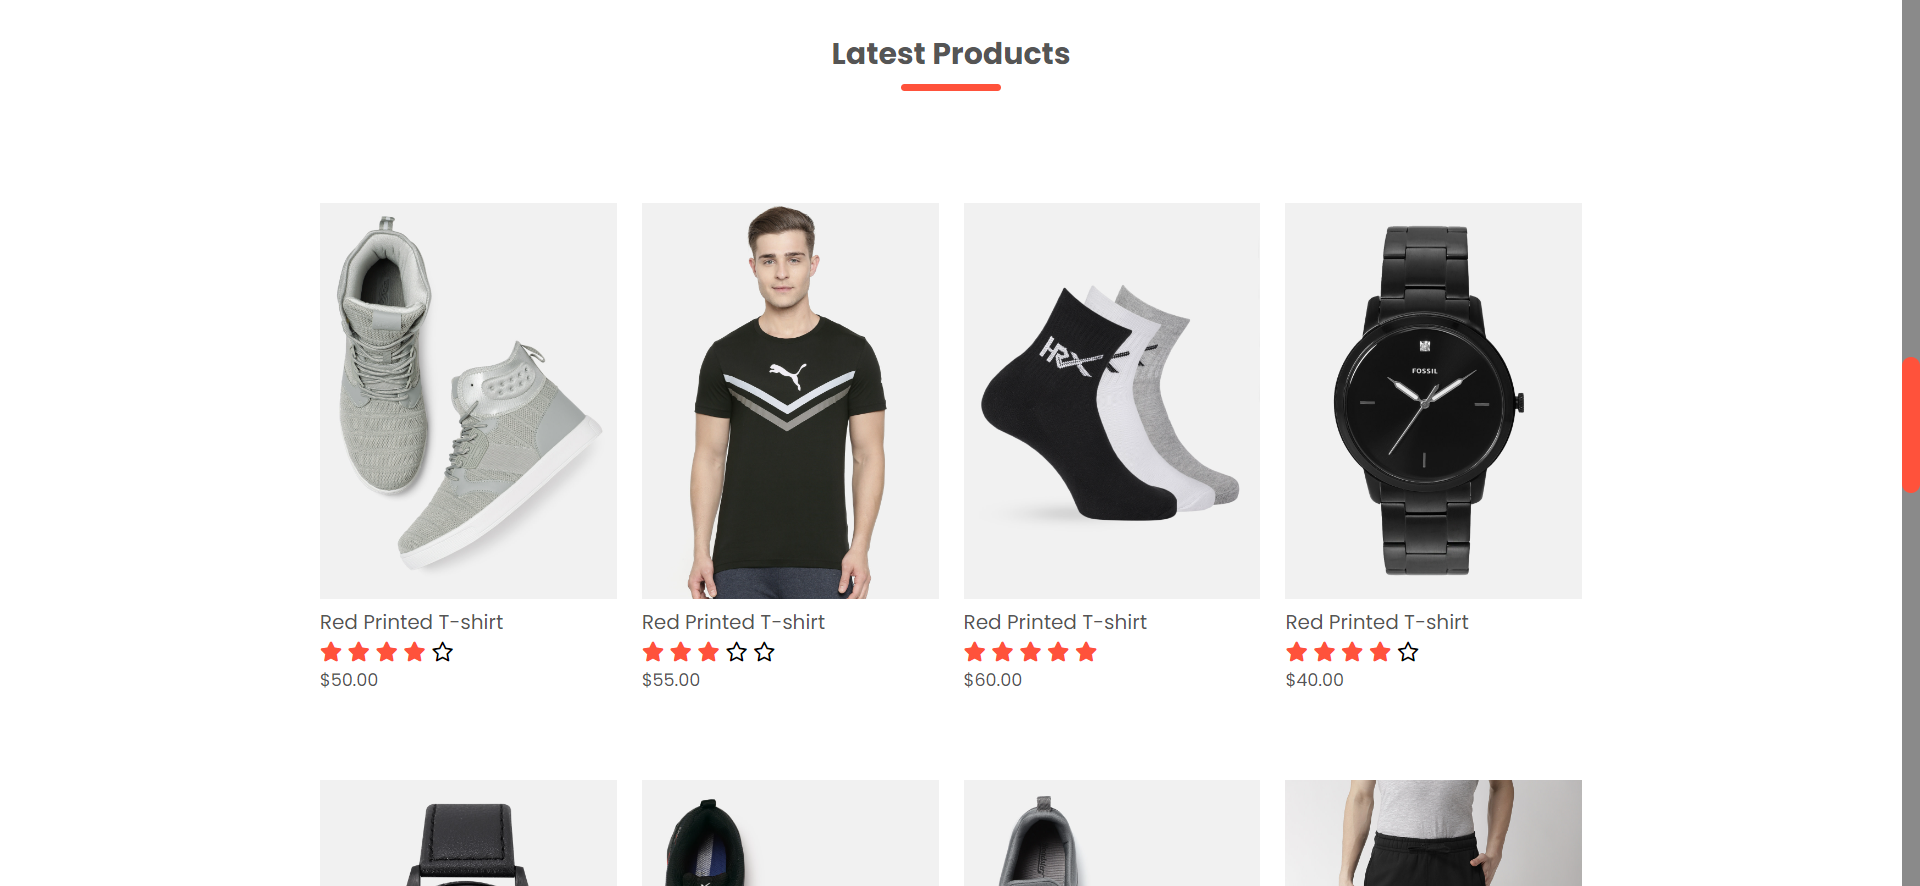 Latest Products
HRX
FOSSIL
Red Printed T-shirt
$50.00
Red Printed T-shirt
$55.00
Red Printed T-shirt
$60.00
Red Printed T-shirt
$40.00